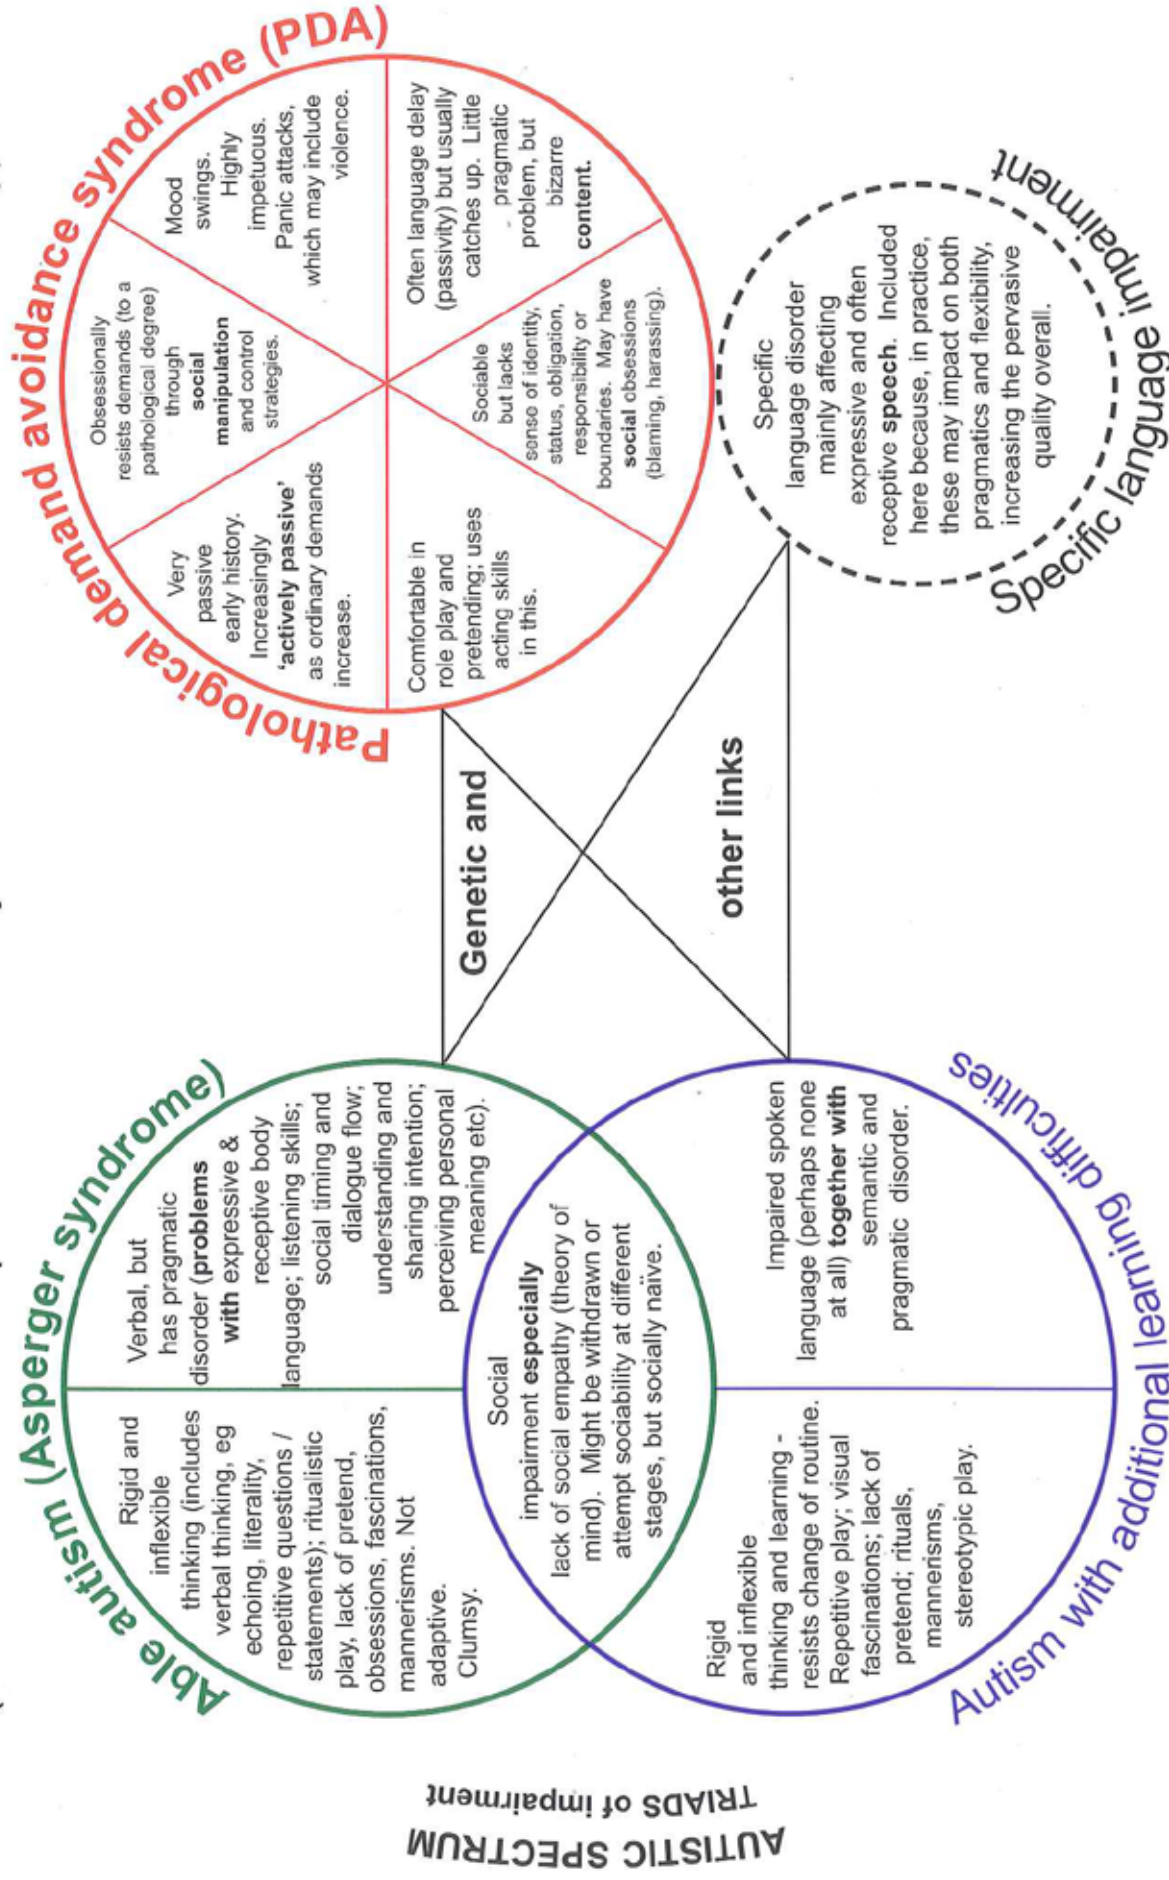 Able autism (Asperger syndrome)
Rigid and
inflexible
thinking (includes
verbal thinking, eg
echoing, literality,
repetitive questions /
statements); ritualistic
play, lack of pretend,
obsessions, fascinations,
mannerisms. Not
adaptive.
Clumsy.
Verbal, but
has pragmatic
disorder (problems
with expressive &
receptive body
language; listening skills;
social timing and
dialogue flow;
understanding and
sharing intention;
perceiving personal
meaning etc).
Social
impairment especially
lack of social empathy (theory of
mind). Might be withdrawn or
attempt sociability at different
stages, but socially naïve.
Rigid
and inflexible
thinking and learning -
resists change of routine.
Repetitive play; visual
fascinations; lack of
pretend; rituals,
mannerisms,
stereotypic play.
Impaired spoken
language (perhaps none
at all) together with
semantic and
pragmatic disorder.
Autism with additional learning difficulties
AUTISTIC SPECTRUM
TRIADS of impairment
Genetic and
other links
Pathological demand avoidance syndrome (PDA)
Very
passive
early history.
Increasingly
'actively passive'
as ordinary demands
increase.
Obsessionally
resists demands (to a
pathological degree)
through
social
manipulation
and control
strategies.
Mood
swings.
Highly
impetuous.
Panic attacks,
which may include
violence.
Comfortable in
role play and
pretending; uses
acting skills
in this.
Sociable
but lacks
sense of identity,
status, obligation,
responsibility or
boundaries. May have
social obsessions
(blaming, harassing).
Often language delay
(passivity) but usually
catches up. Little
pragmatic
problem, but
bizarre
content.
Specific
language disorder
mainly affecting
expressive and often
receptive speech. Included
here because, in practice,
these may impact on both
pragmatics and flexibility,
increasing the pervasive
quality overall.
Specific language impairment